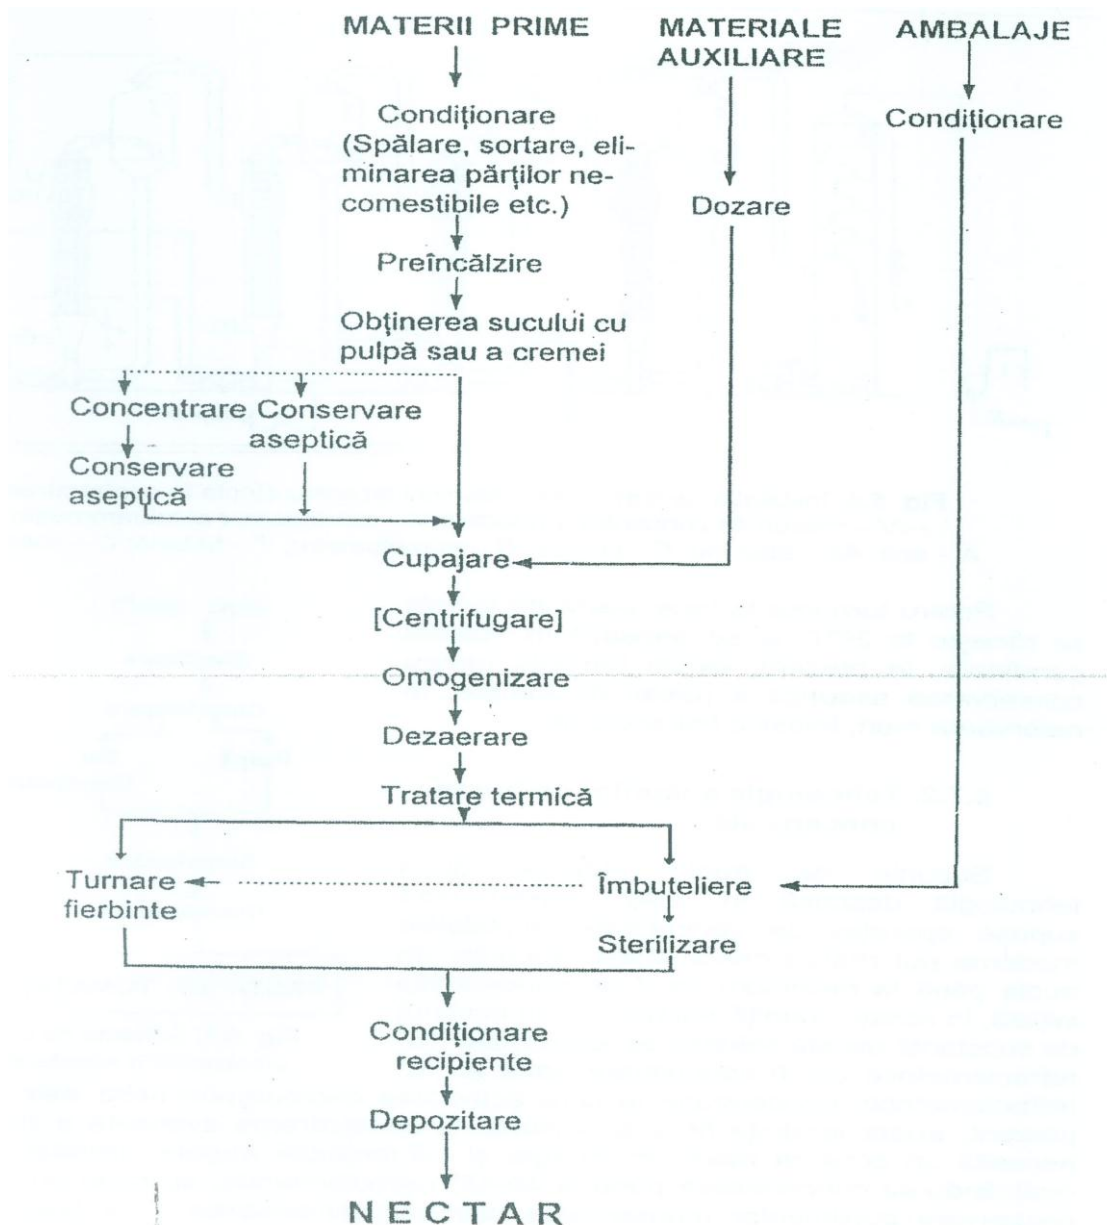 MATERII PRIME
MATERIALE
AUXILIARE
AMBALAJE
Condiționare
(Spălare, sortare, eli-
minarea părților ne-
comestibile etc.)
Condiționare
Dozare
Preîncălzire
Obținerea sucului cu
pulpă sau a cremei
Concentrare
Conservare
aseptică
Conservare
aseptică
Cupajare
[Centrifugare]
Omogenizare
Dezaerare
Tratare termică
Turnare
fierbinte
Îmbuteliere
Sterilizare
Condiționare
recipiente
Depozitare
NECTAR